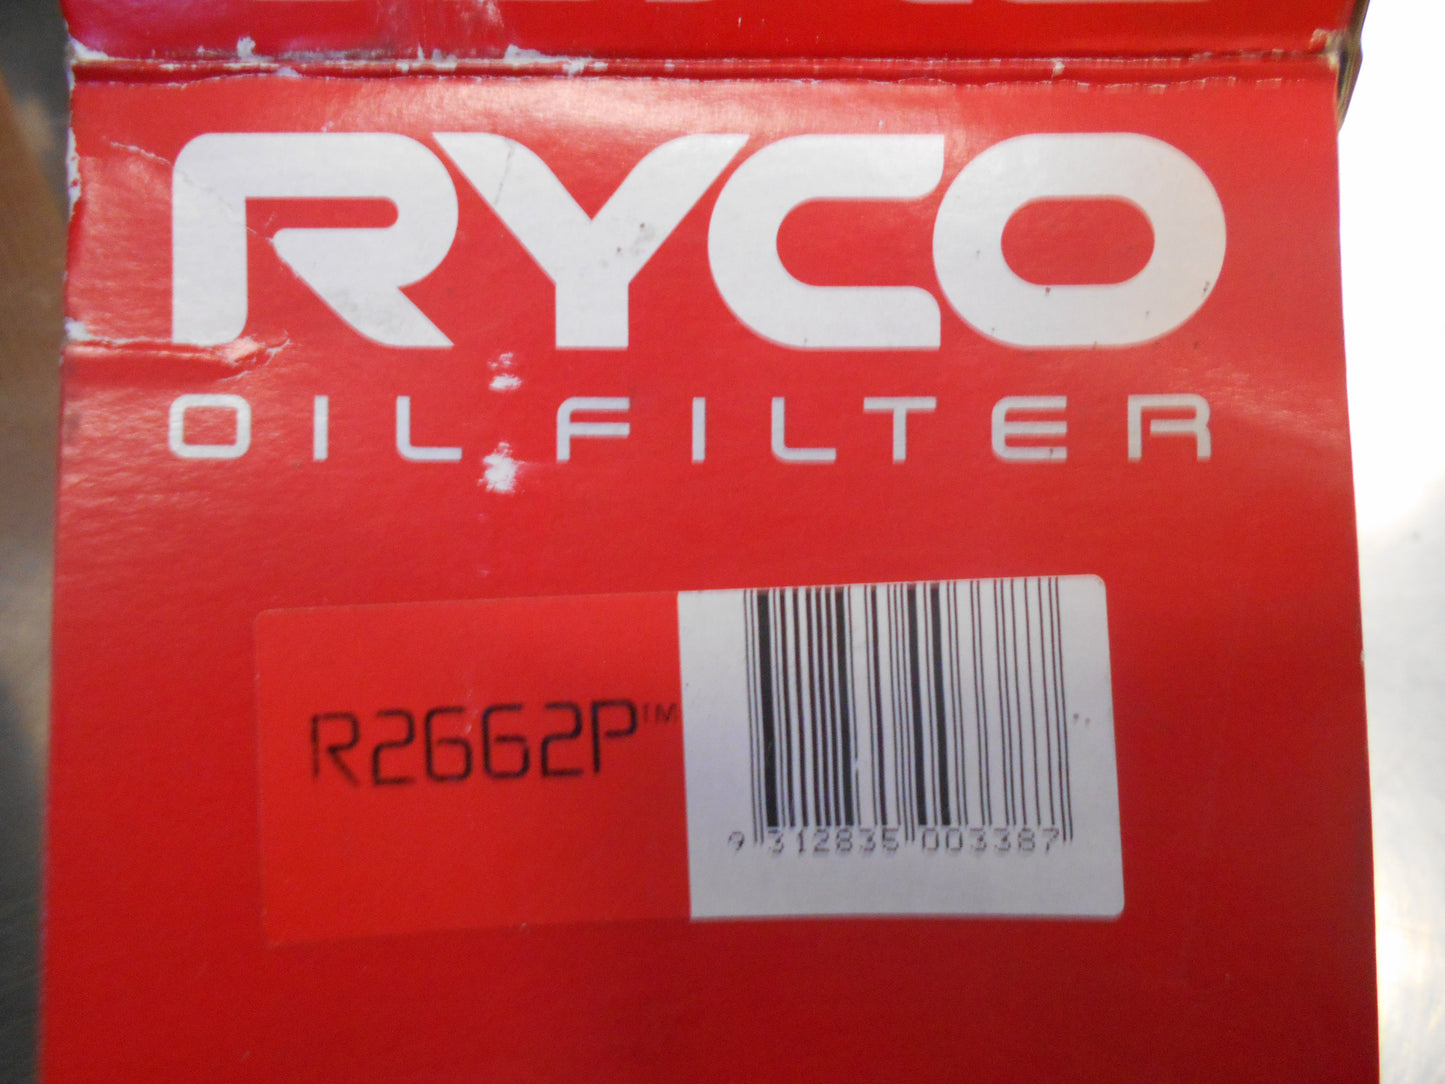 RYCO
OIL FILTER
R2662P™
9 312835 003387